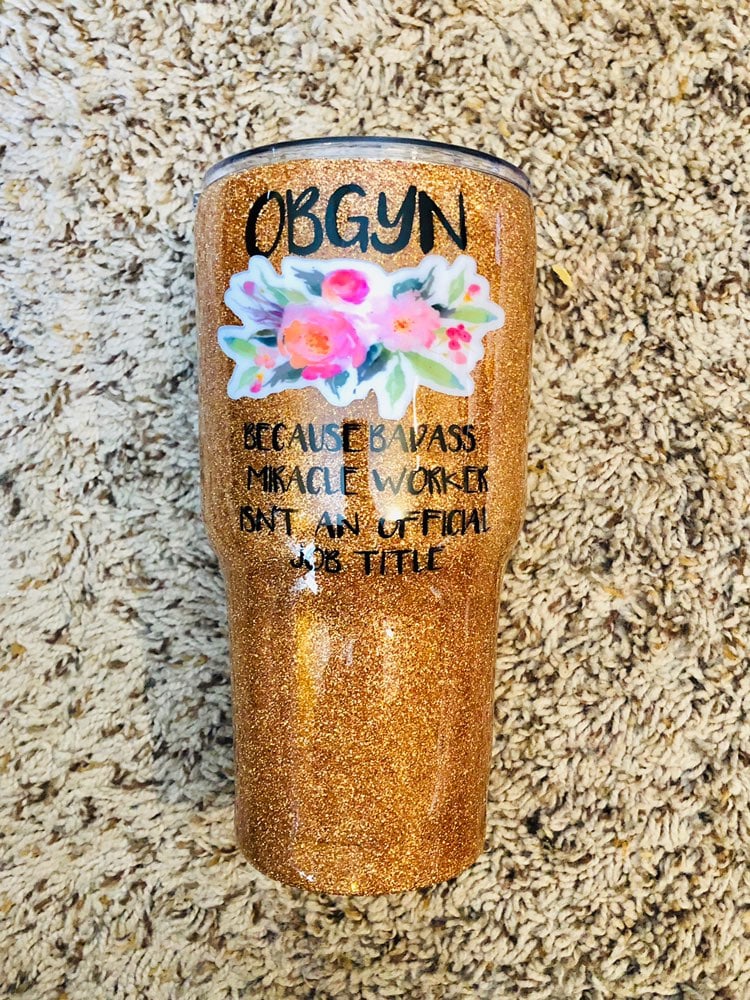 OBGYN
BECAUSE BADASS
MIRACLE WORKER
ISN'T AN OFFICIAL
JOB TITLE